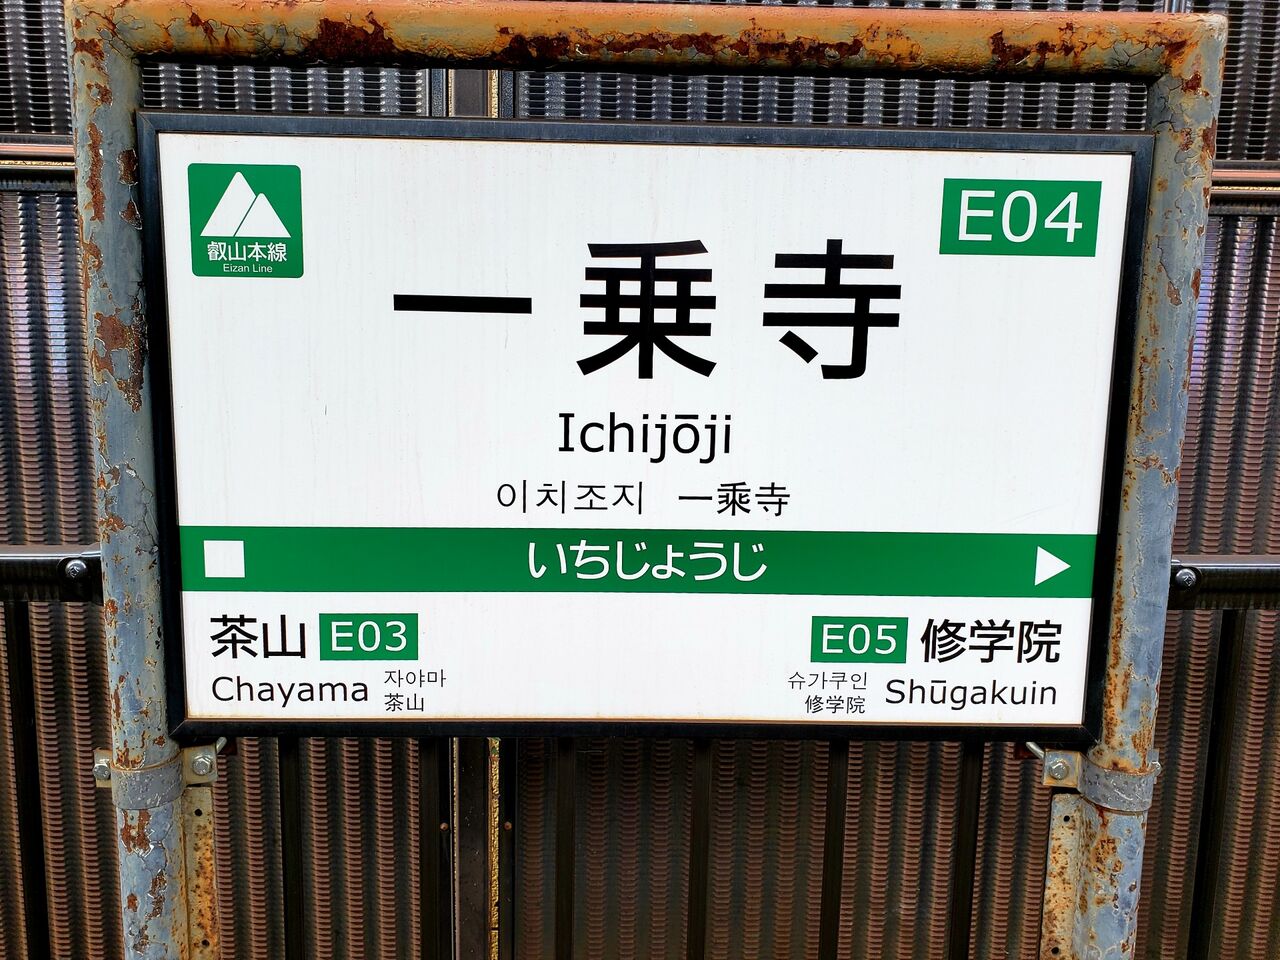 叡山本線
Eizan Line
E04
一乗寺
Ichijōji
이치조지 一乘寺
いちじょうじ
茶山 E03
Chayama
자야마
茶山
E05 修学院
슈가쿠인
修学院
Shūgakuin